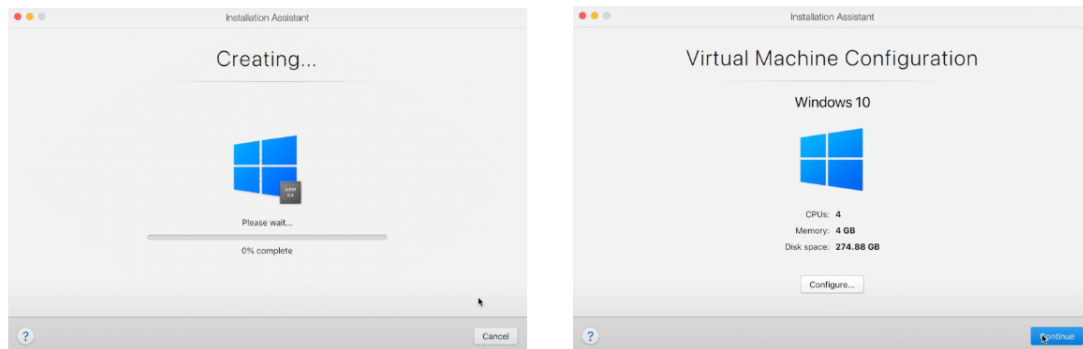 Installation Assistant
Creating...
Please wait...
0% complete
?
Cancel
Installation Assistant
Virtual Machine Configuration
Windows 10
CPUs: 4
Memory: 4 GB
Disk space: 274.88 GB
Configure...
?
Continue